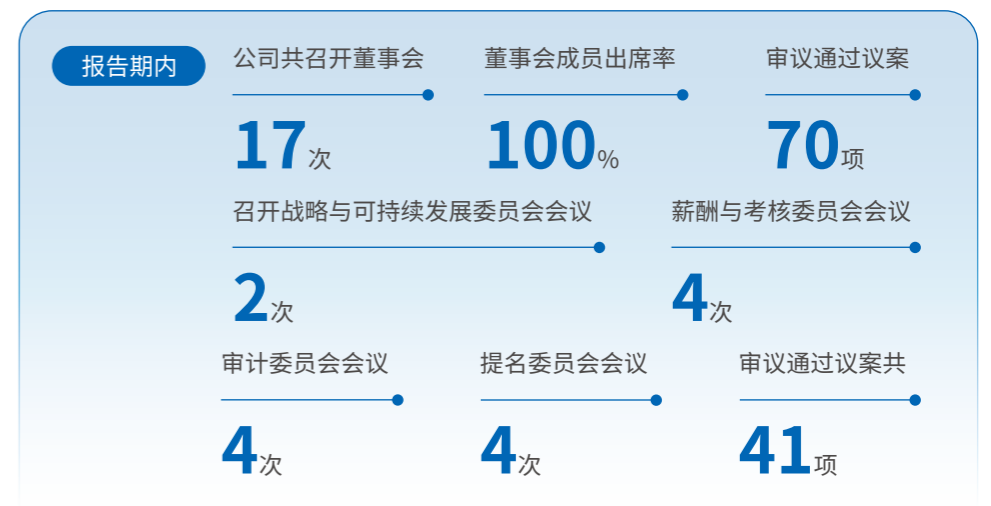 报告期内
公司共召开董事会 董事会成员出席率 审议通过议案
17次 100% 70项
召开战略与可持续发展委员会会议 薪酬与考核委员会会议
2次 4次
审计委员会会议 提名委员会会议 审议通过议案共
4次 4次 41项